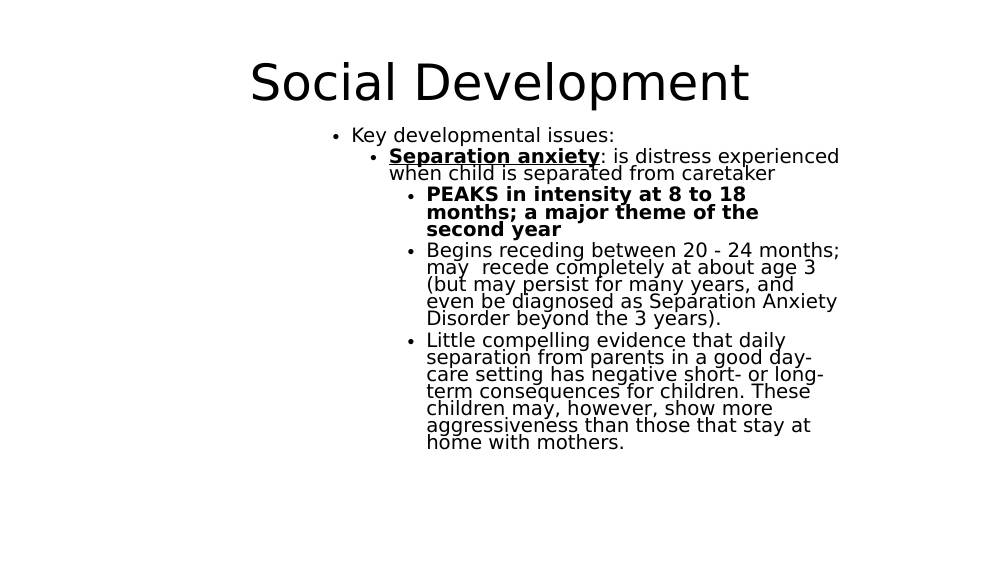 Social Development
• Key developmental issues:
• Separation anxiety: is distress experienced
when child is separated from caretaker
• PEAKS in intensity at 8 to 18
months; a major theme of the
second year
• Begins receding between 20 - 24 months;
may  recede completely at about age 3
(but may persist for many years, and
even be diagnosed as Separation Anxiety
Disorder beyond the 3 years).
• Little compelling evidence that daily
separation from parents in a good day-
care setting has negative short- or long-
term consequences for children. These
children may, however, show more
aggressiveness than those that stay at
home with mothers.